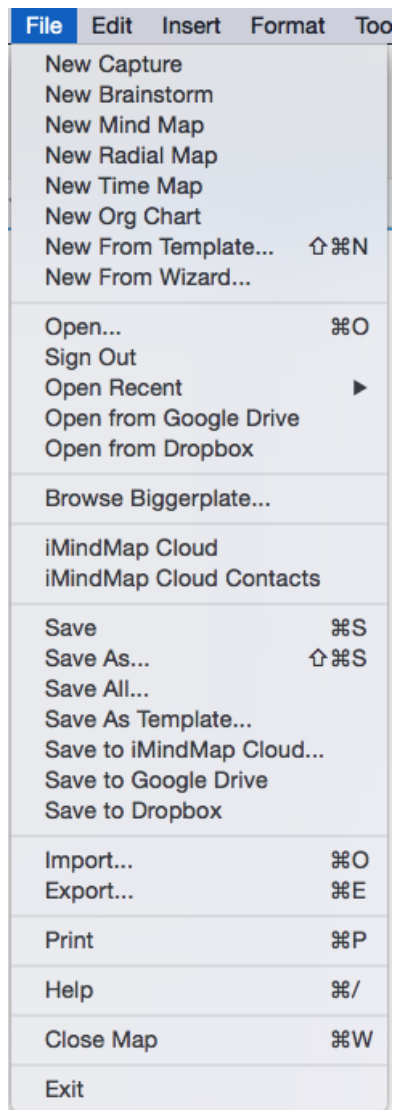 File Edit Insert Format Too
New Capture
New Brainstorm
New Mind Map
New Radial Map
New Time Map
New Org Chart
New From Template... ⇧⌘N
New From Wizard...
Open... ⌘O
Sign Out
Open Recent ▶
Open from Google Drive
Open from Dropbox
Browse Biggerplate...
iMindMap Cloud
iMindMap Cloud Contacts
Save ⌘S
Save As... ⇧⌘S
Save All...
Save As Template...
Save to iMindMap Cloud...
Save to Google Drive
Save to Dropbox
Import... ⌘O
Export... ⌘E
Print ⌘P
Help ⌘/
Close Map ⌘W
Exit